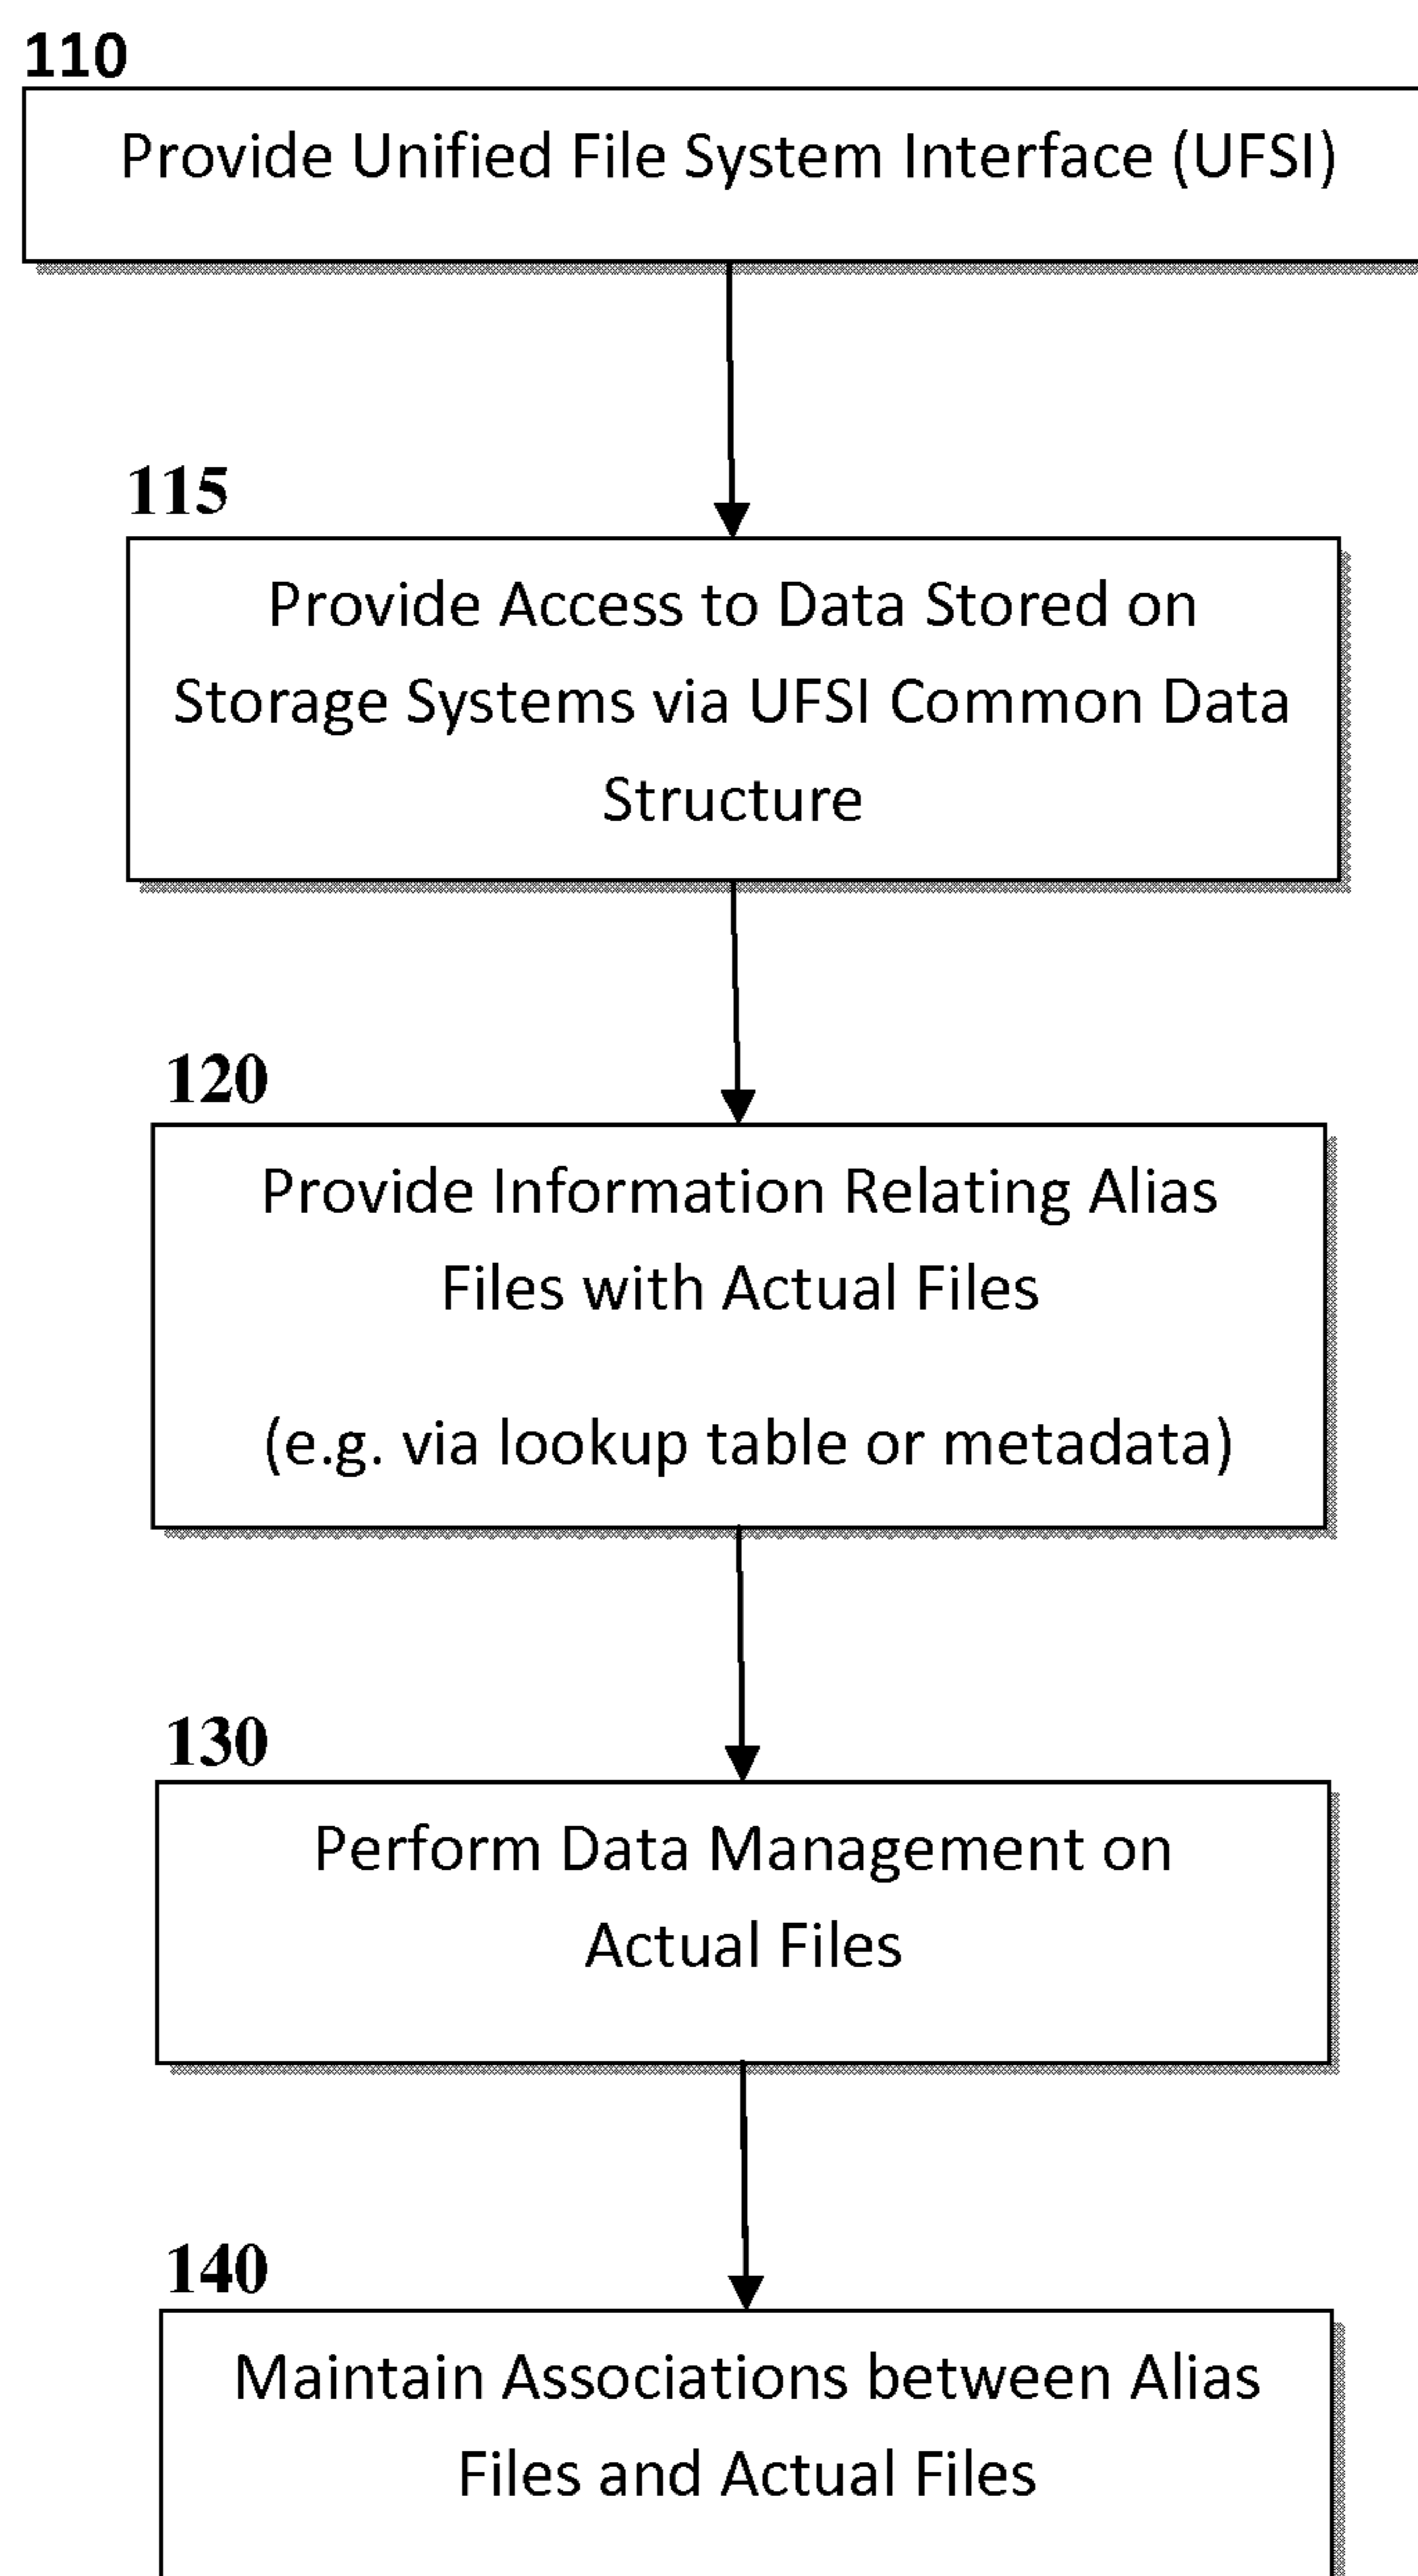 110
Provide Unified File System Interface (UFSI)
115
Provide Access to Data Stored on
Storage Systems via UFSI Common Data
Structure
120
Provide Information Relating Alias
Files with Actual Files
(e.g. via lookup table or metadata)
130
Perform Data Management on
Actual Files
140
Maintain Associations between Alias
Files and Actual Files